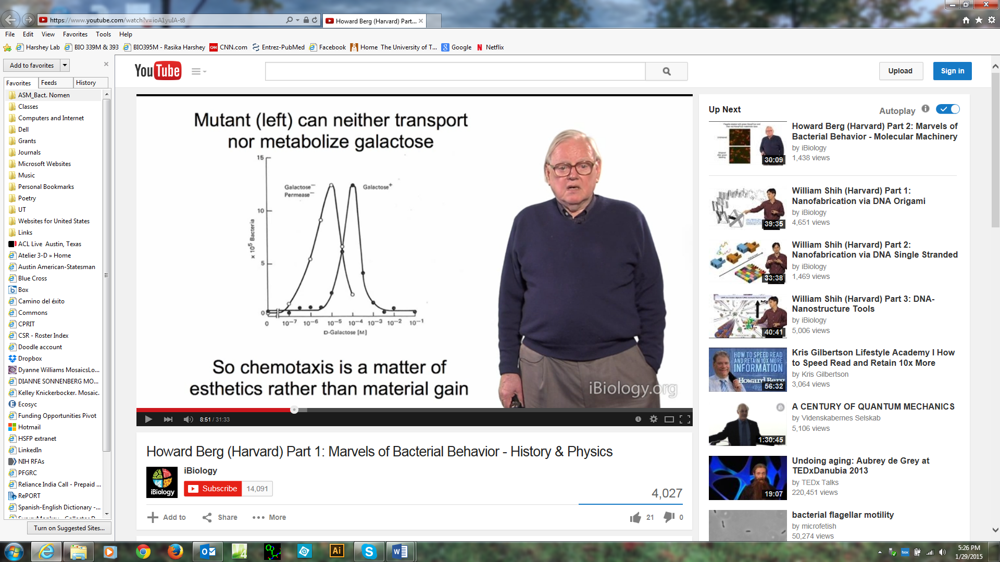 https://www.youtube.com/watch?v=ioA1yuIA-t8
Howard Berg (Harvard) Part...
File Edit View Favorites Tools Help
Harshey Lab BIO 339M & 393 BIO395M - Rasika Harshey CNN.com Entrez-PubMed Facebook Home The University of T... Google Netflix
Add to favorites
Favorites Feeds History
ASM_Bact. Nomen
Classes
Computers and Internet
Dell
Grants
Journals
Microsoft Websites
Music
Personal Bookmarks
Poetry
UT
Websites for United States
Links
ACL Live Austin, Texas
Atelier 3-D » Home
Austin American-Statesman
Blue Cross
Box
Camino del éxito
Commons
CPRIT
CSR - Roster Index
Doodle account
Dropbox
Dyanne Williams MosaicsLo...
DIANNE SONNENBERG MO...
Kelley Knickerbocker. Mosaic.
Ecosyc
Funding Opportunities Pivot
Hotmail
HSFP extranet
LinkedIn
NIH RFAs
PFGRC
Reliance India Call - Prepaid ...
RePORT
Spanish-English Dictionary -...
Turn on Suggested Sites...
YouTube
Upload Sign in
Mutant (left) can neither transport
nor metabolize galactose
15
10
5
0
x 10⁵ Bacteria
Galactose⁻
Permease⁻
Galactose⁺
0 10⁻⁷ 10⁻⁶ 10⁻⁵ 10⁻⁴ 10⁻³ 10⁻² 10⁻¹
D-Galactose [M]
So chemotaxis is a matter of
esthetics rather than material gain
iBiology.org
8:51 / 31:33
Howard Berg (Harvard) Part 1: Marvels of Bacterial Behavior - History & Physics
iBiology
iBiology
Subscribe 14,091
4,027
Add to Share More 21 0
Up Next Autoplay
Howard Berg (Harvard) Part 2: Marvels of
Bacterial Behavior - Molecular Machinery
by iBiology
1,438 views
30:09
William Shih (Harvard) Part 1:
Nanofabrication via DNA Origami
by iBiology
4,651 views
39:35
William Shih (Harvard) Part 2:
Nanofabrication via DNA Single Stranded
by iBiology
1,469 views
33:38
William Shih (Harvard) Part 3: DNA-
Nanostructure Tools
by iBiology
5,006 views
40:41
HOW TO SPEED READ
AND RETAIN 10X MORE
INFORMATION
Howard Berg
56:32
Kris Gilbertson Lifestyle Academy I How
to Speed Read and Retain 10x More
by Kris Gilbertson
3,064 views
A CENTURY OF QUANTUM MECHANICS
by Videnskabernes Selskab
5,106 views
1:30:45
Undoing aging: Aubrey de Grey at
TEDxDanubia 2013
by TEDx Talks
220,451 views
19:07
bacterial flagellar motility
by microfetish
50,274 views
5:26 PM
1/29/2015